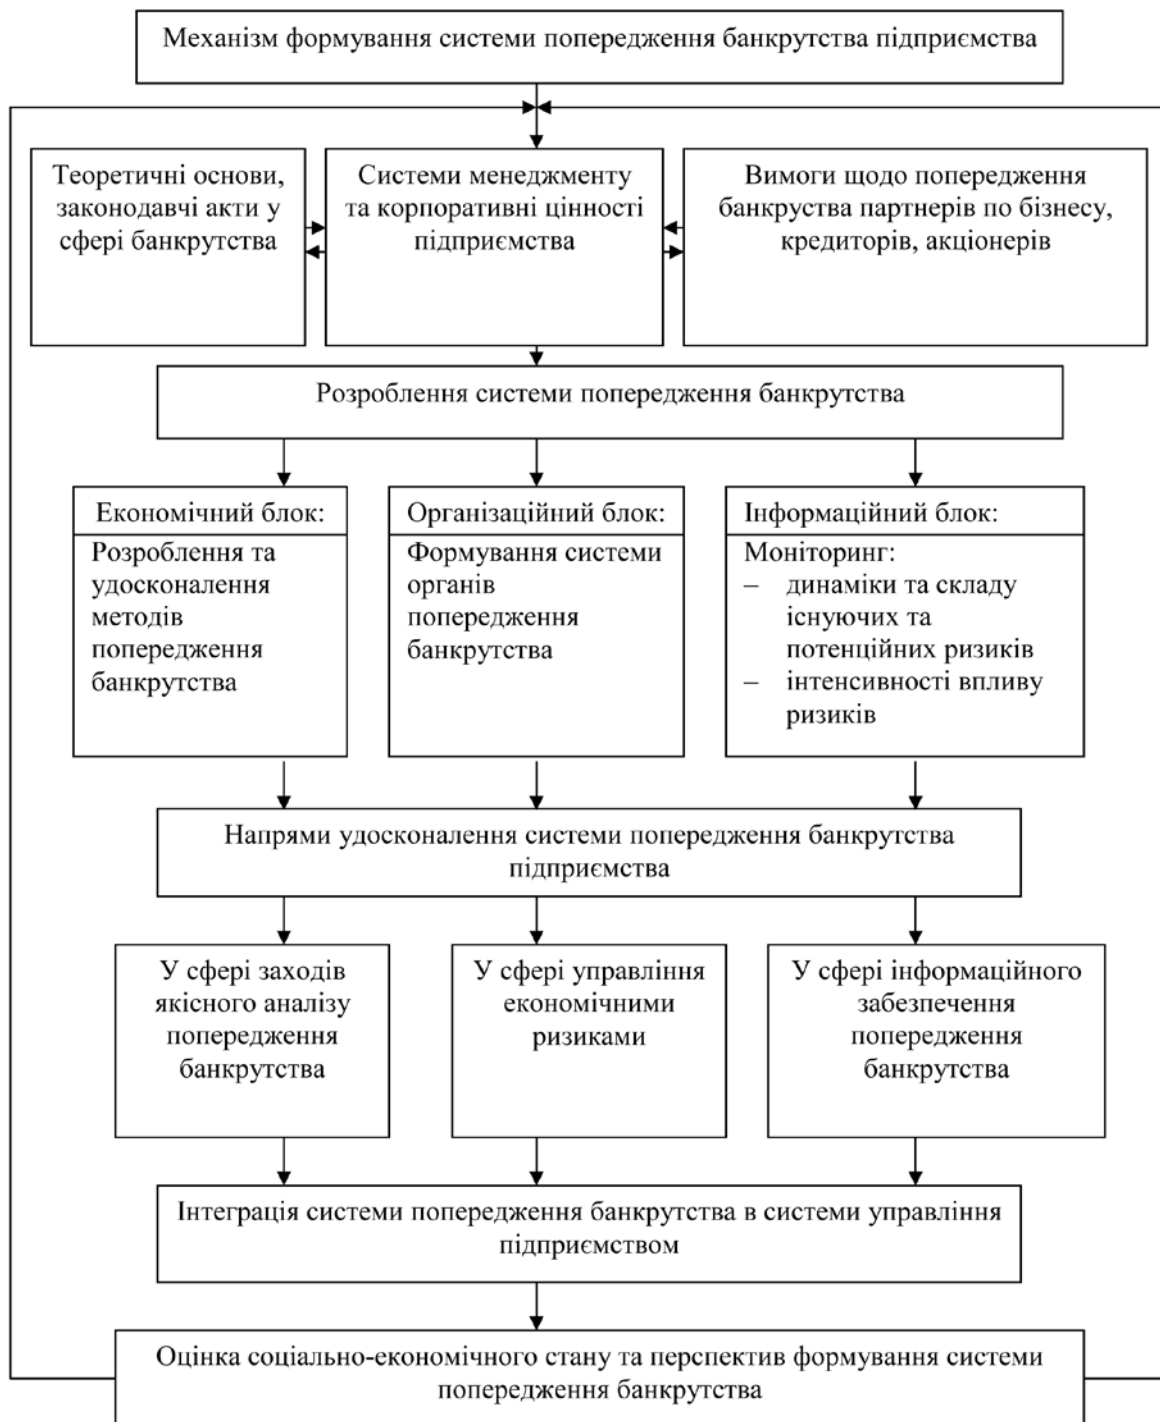 Механізм формування системи попередження банкрутства підприємства
Теоретичні основи,
законодавчі акти у
сфері банкрутства
Системи менеджменту
та корпоративні цінності
підприємства
Вимоги щодо попередження
банкруства партнерів по бізнесу,
кредиторів, акціонерів
Розроблення системи попередження банкрутства
Економічний блок:
Розроблення та
удосконалення
методів
попередження
банкрутства
Організаційний блок:
Формування системи
органів
попередження
банкрутства
Інформаційний блок:
Моніторинг:
– динаміки та складу
існуючих та
потенційних ризиків
– інтенсивності впливу
ризиків
Напрями удосконалення системи попередження банкрутства
підприємства
У сфері заходів
якісного аналізу
попередження
банкрутства
У сфері управління
економічними
ризиками
У сфері інформаційного
забезпечення
попередження
банкрутства
Інтеграція системи попередження банкрутства в системи управління
підприємством
Оцінка соціально-економічного стану та перспектив формування системи
попередження банкрутства